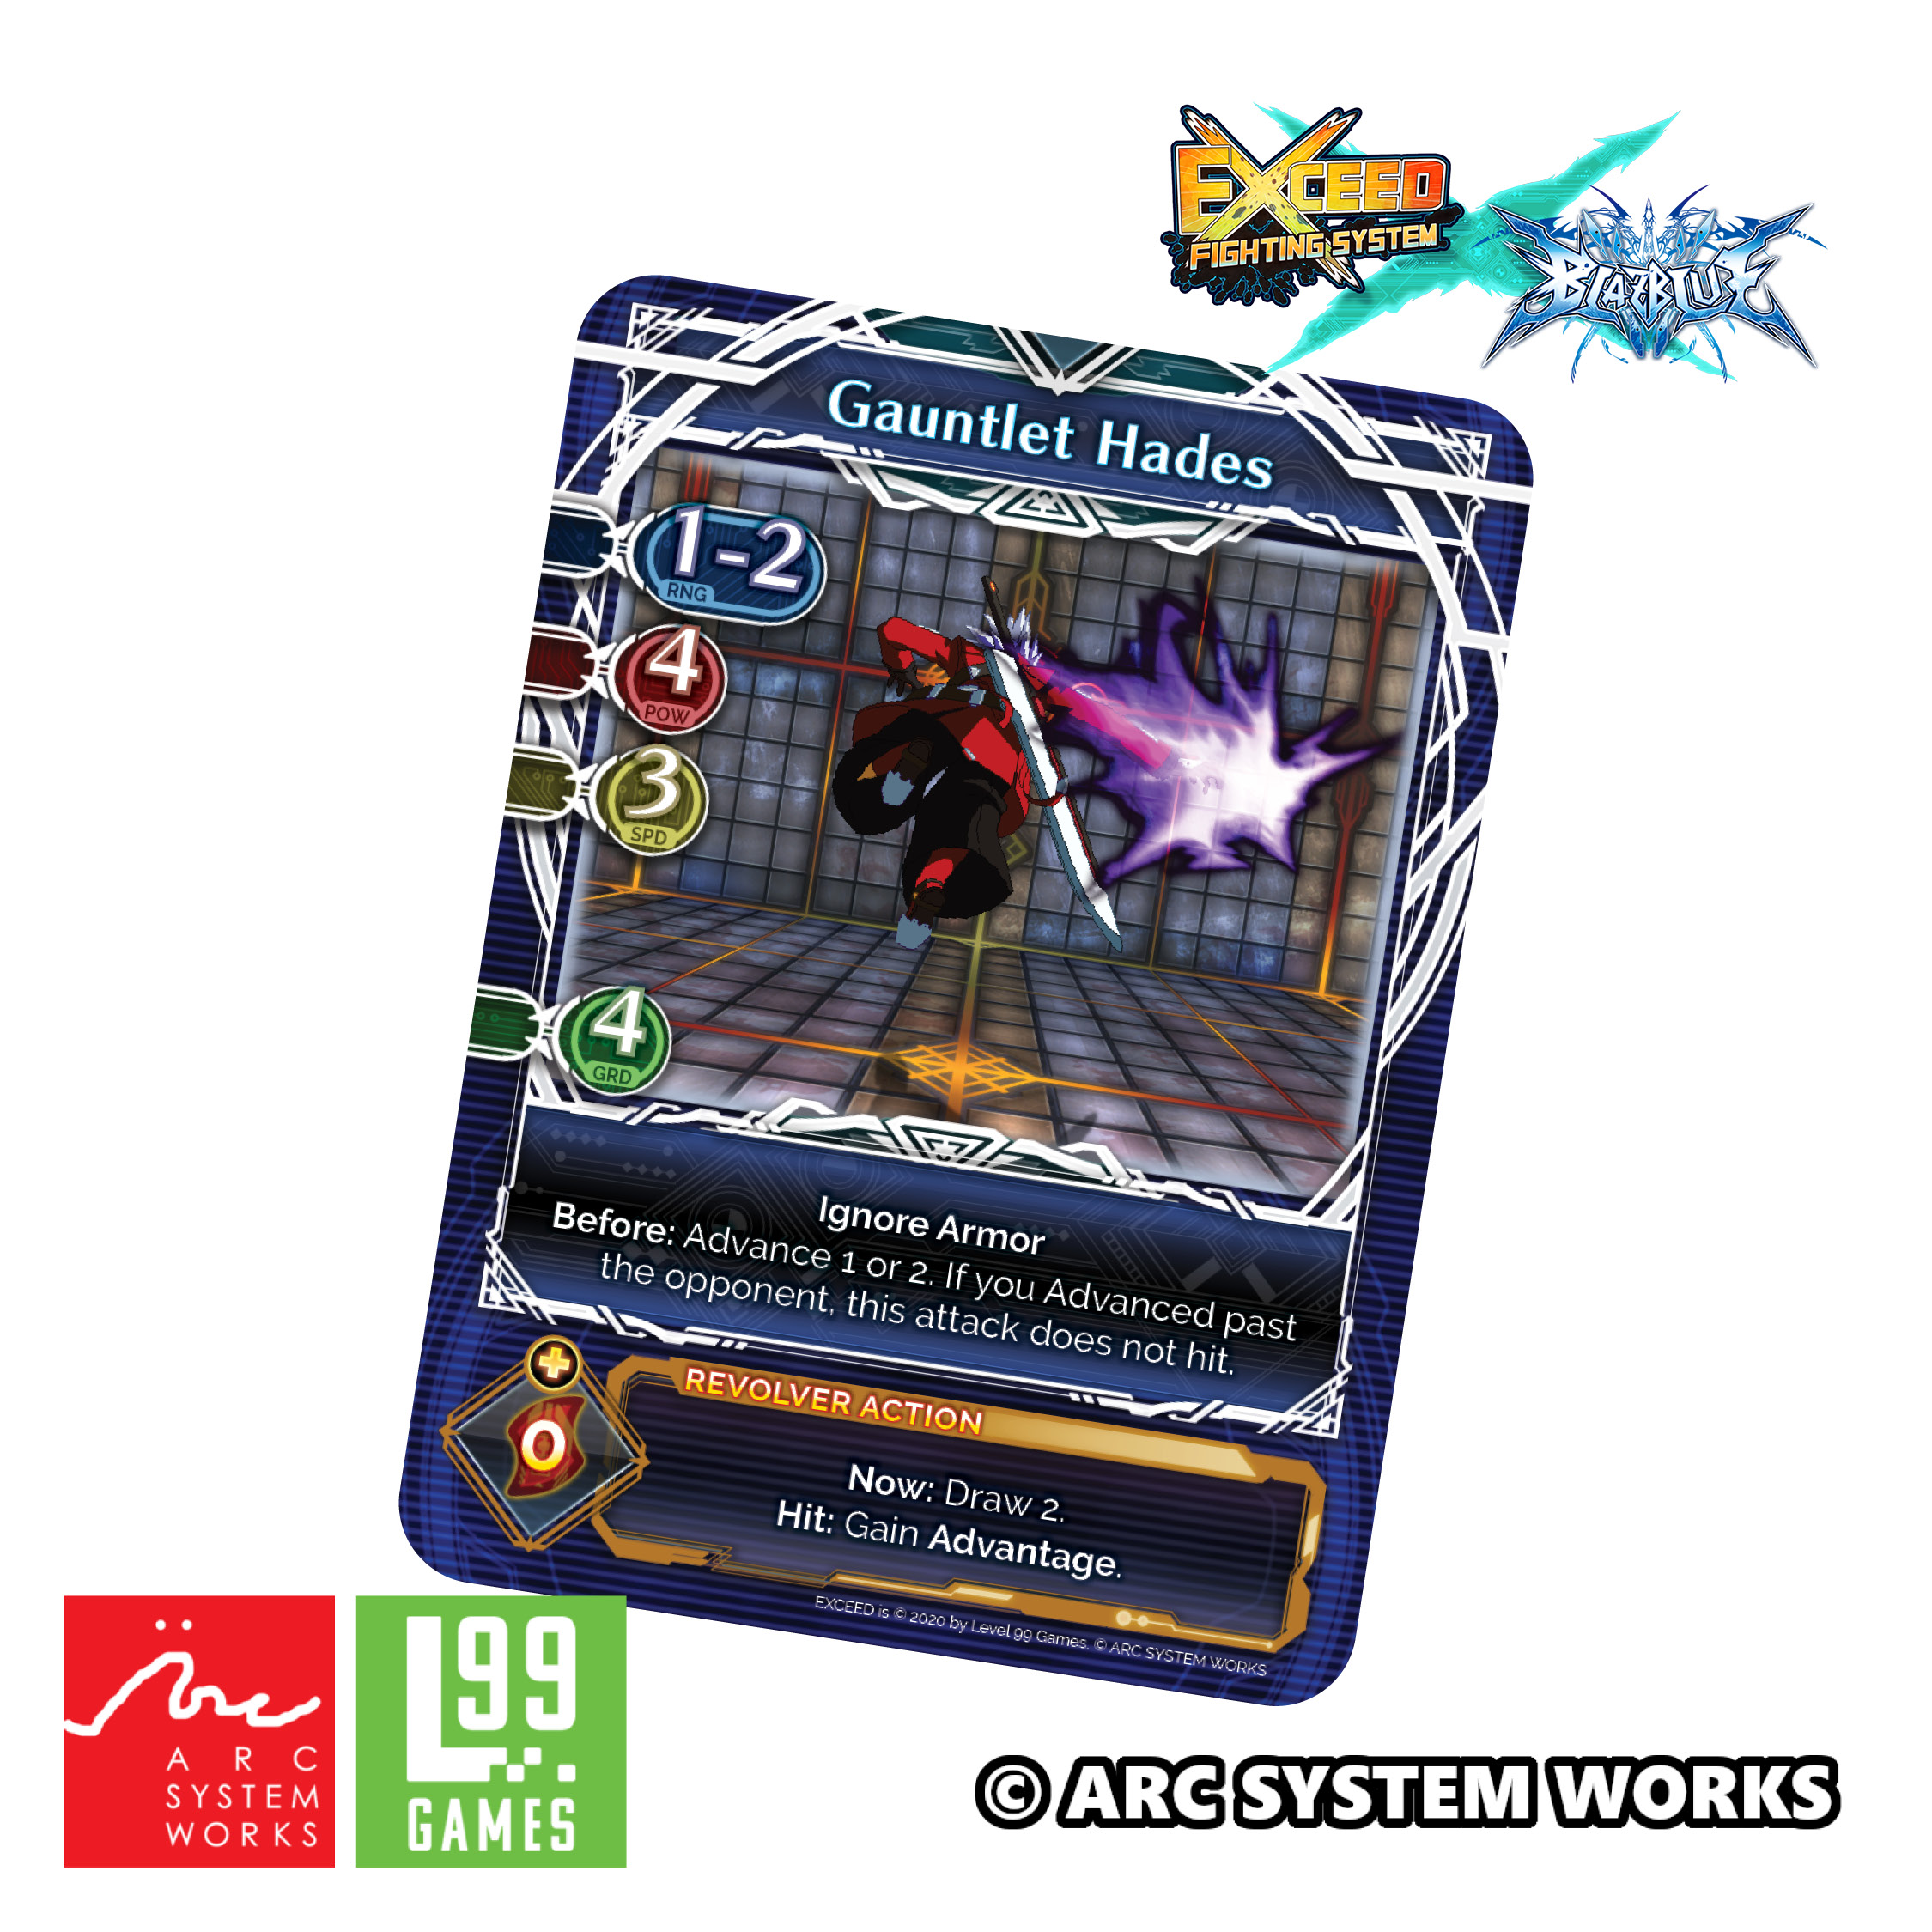 EXCEED
FIGHTING SYSTEM
BLAZBLUE
Gauntlet Hades
1-2
RNG
4
POW
3
SPD
4
GRD
Ignore Armor
Before: Advance 1 or 2. If you Advanced past
the opponent, this attack does not hit.
+
0
REVOLVER ACTION
Now: Draw 2.
Hit: Gain Advantage.
EXCEED is © 2020 by Level 99 Games. © ARC SYSTEM WORKS
Arc
ARC
SYSTEM
WORKS
L99
GAMES
© ARC SYSTEM WORKS